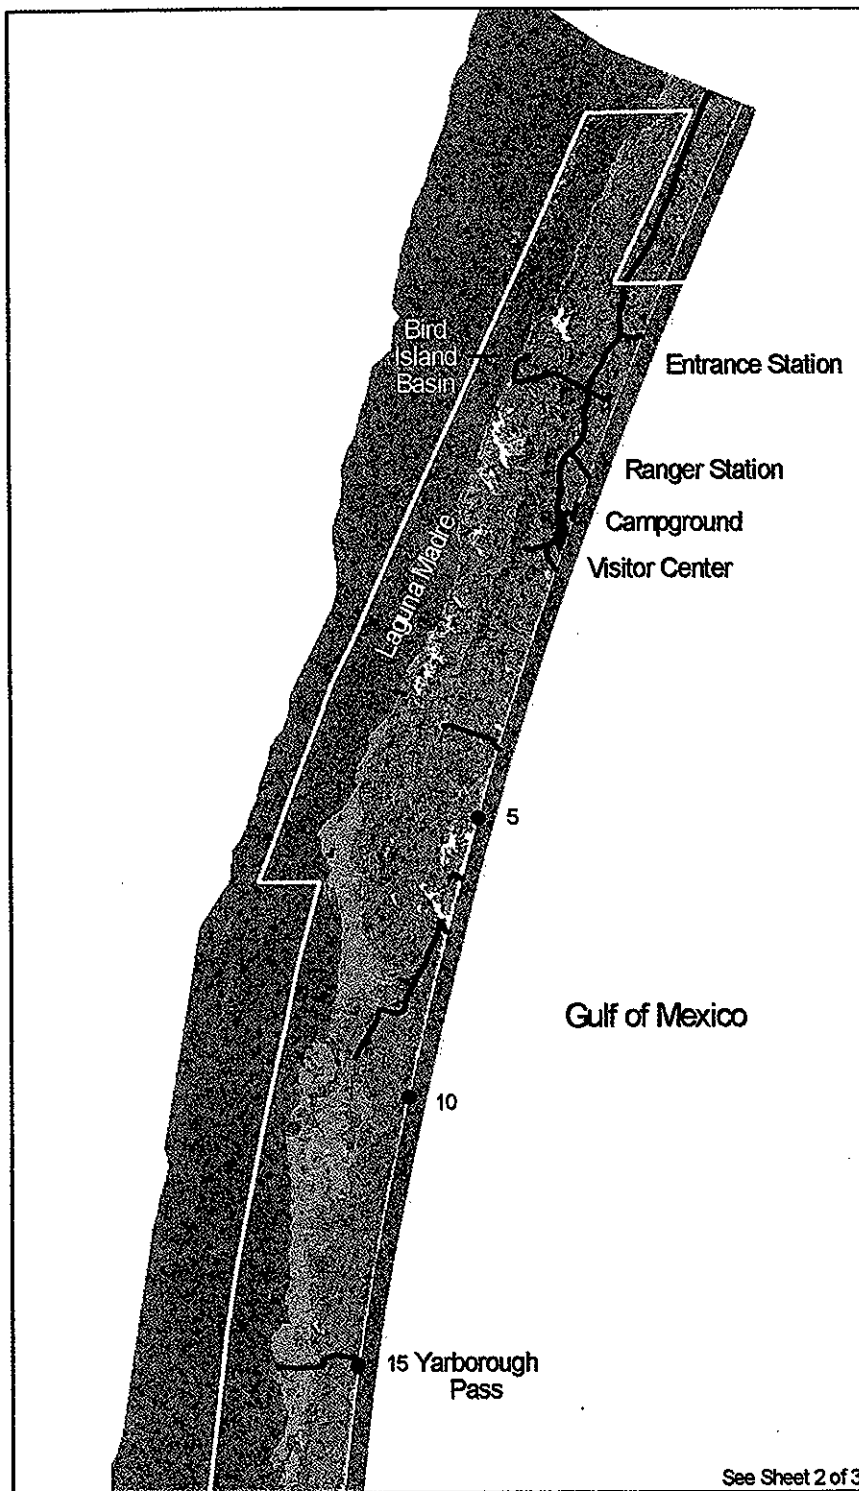 Bird
Island
Basin
Entrance Station
Ranger Station
Campground
Visitor Center
Laguna Madre
5
Gulf of Mexico
10
15 Yarborough
Pass
See Sheet 2 of 3